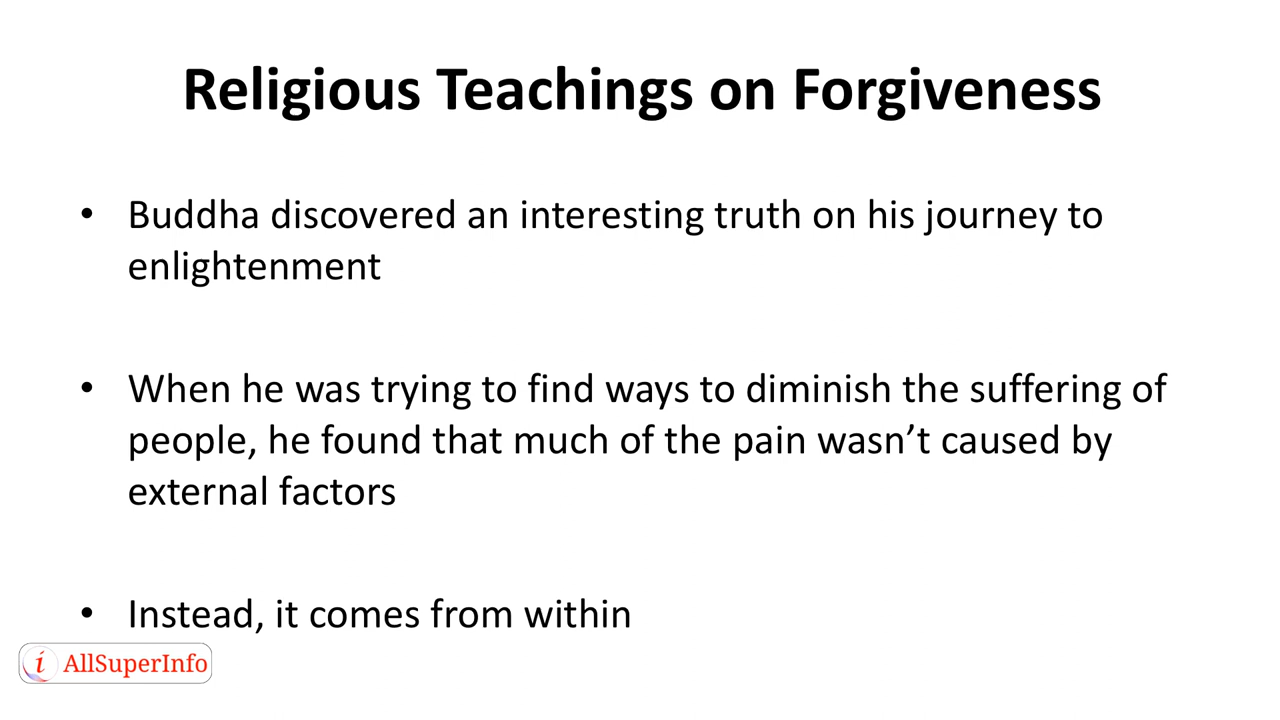 Religious Teachings on Forgiveness
• Buddha discovered an interesting truth on his journey to
enlightenment
• When he was trying to find ways to diminish the suffering of
people, he found that much of the pain wasn’t caused by
external factors
• Instead, it comes from within
i AllSuperInfo